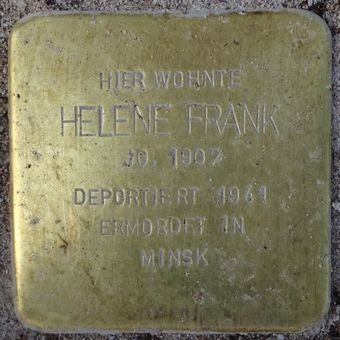 HIER WOHNTE
HELENE FRANK
JG. 1907
DEPORTIERT 1941
ERMORDET IN
MINSK